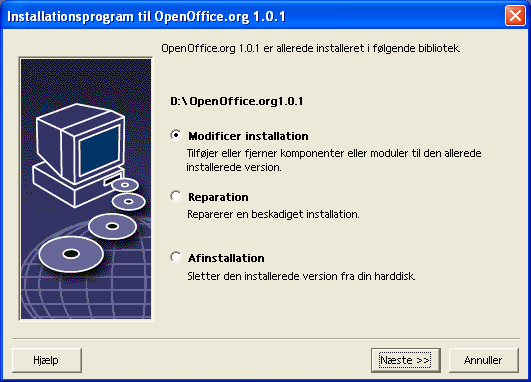 Installationsprogram til OpenOffice.org 1.0.1
OpenOffice.org 1.0.1 er allerede installeret i følgende bibliotek.
D:\OpenOffice.org1.0.1
Modificer installation
Tilføjer eller fjerner komponenter eller moduler til den allerede
installerede version.
Reparation
Reparerer en beskadiget installation.
Afinstallation
Sletter den installerede version fra din harddisk.
Hjælp
Næste >>
Annuller